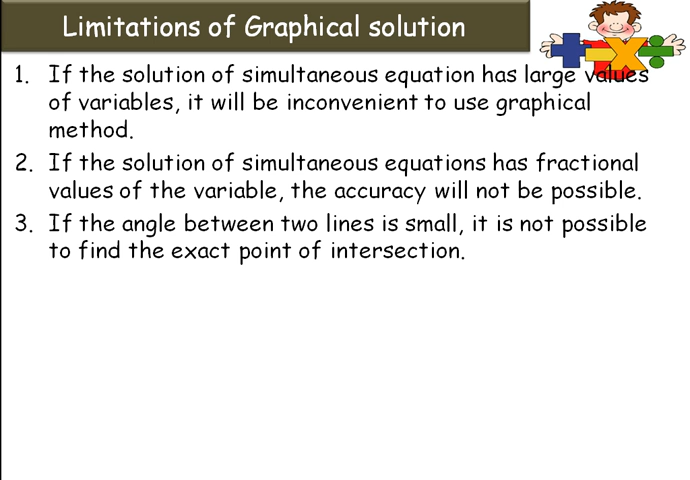 Limitations of Graphical solution
1. If the solution of simultaneous equation has large values
of variables, it will be inconvenient to use graphical
method.
2. If the solution of simultaneous equations has fractional
values of the variable, the accuracy will not be possible.
3. If the angle between two lines is small, it is not possible
to find the exact point of intersection.